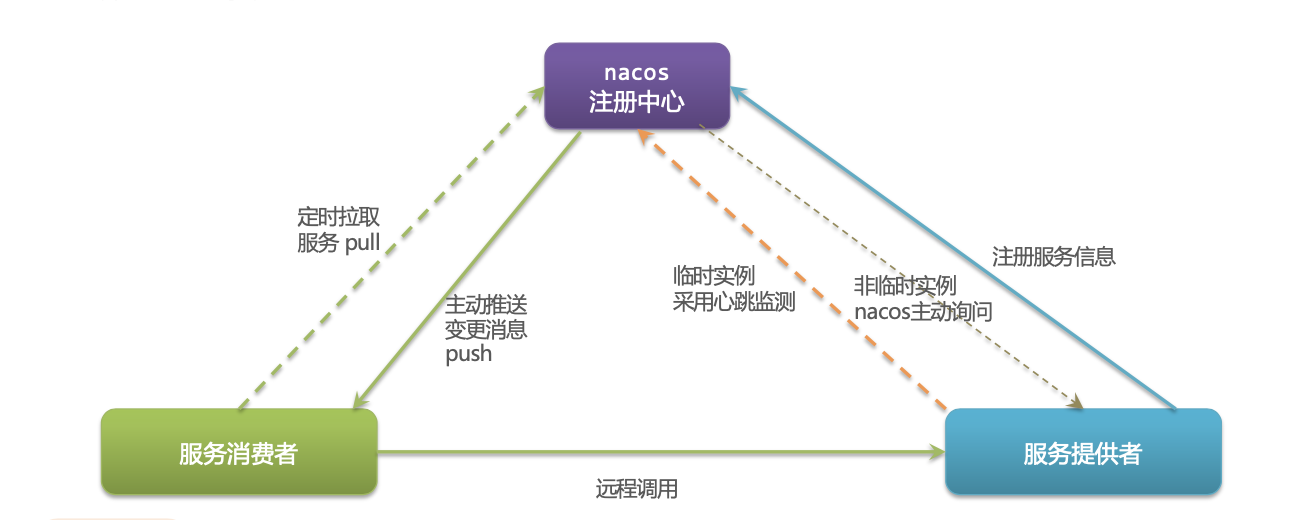 nacos
注册中心
定时拉取
服务 pull
主动推送
变更消息
push
临时实例
采用心跳监测
非临时实例
nacos主动询问
注册服务信息
服务消费者
服务提供者
远程调用